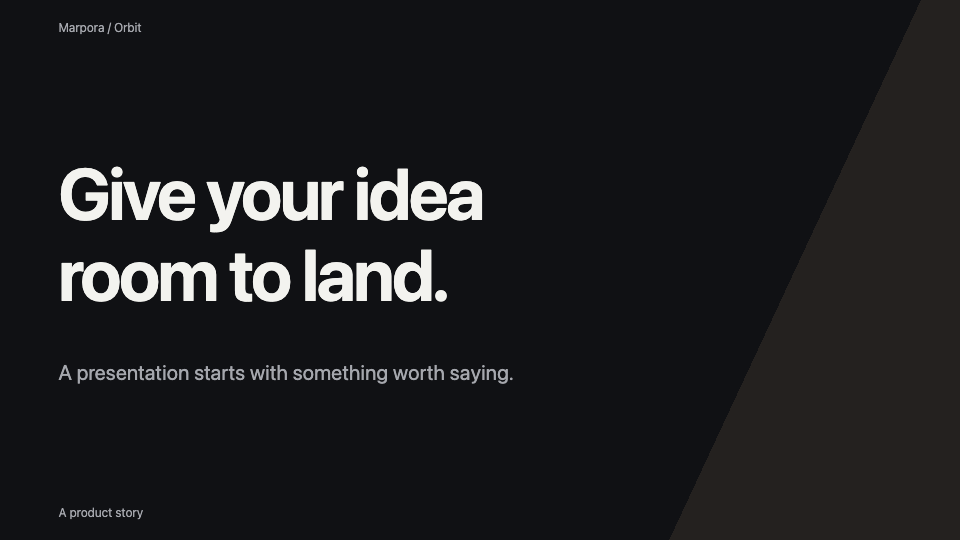 Marpora / Orbit
Give your idea
room to land.
A presentation starts with something worth saying.
A product story